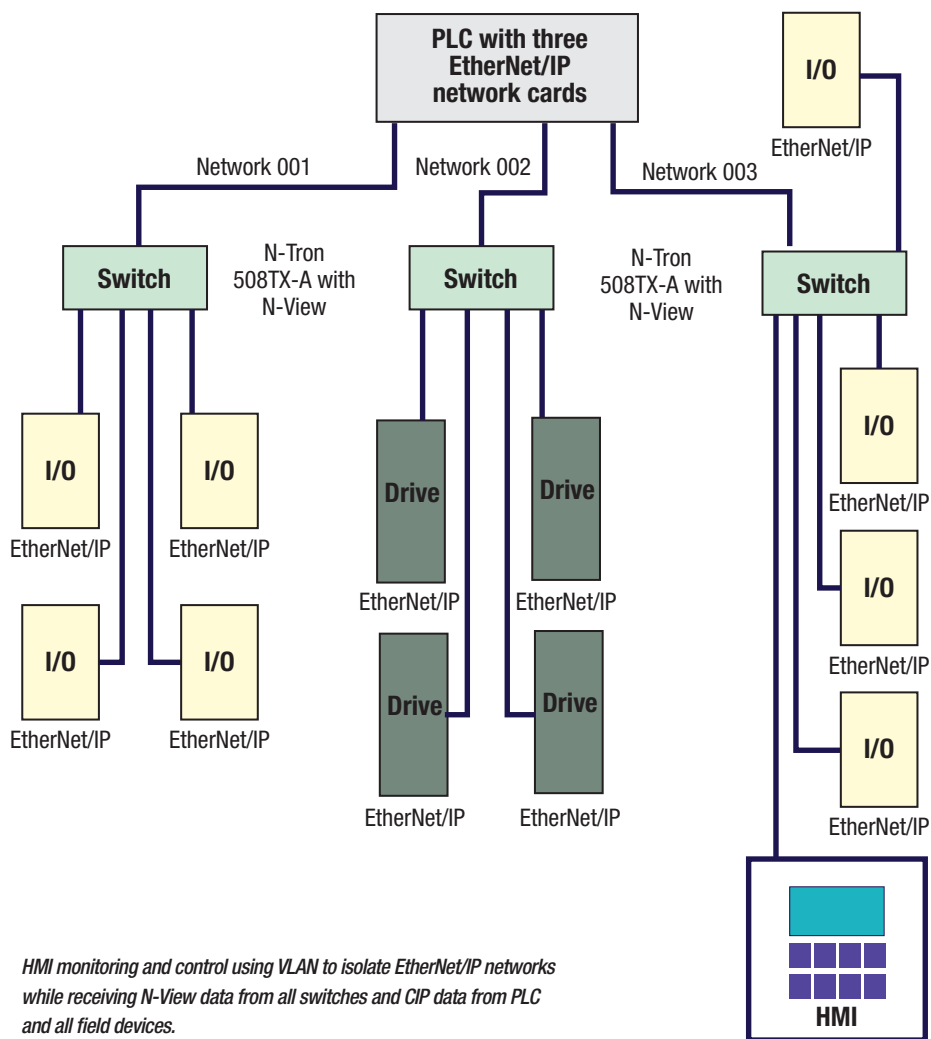 PLC with three
EtherNet/IP
network cards
I/O
EtherNet/IP
Network 001
Network 002
Network 003
Switch
N-Tron
508TX-A with
N-View
Switch
N-Tron
508TX-A with
N-View
Switch
I/O
EtherNet/IP
I/O
EtherNet/IP
I/O
EtherNet/IP
I/O
EtherNet/IP
Drive
EtherNet/IP
Drive
EtherNet/IP
Drive
EtherNet/IP
Drive
EtherNet/IP
I/O
EtherNet/IP
I/O
EtherNet/IP
I/O
EtherNet/IP
HMI
HMI monitoring and control using VLAN to isolate EtherNet/IP networks
while receiving N-View data from all switches and CIP data from PLC
and all field devices.